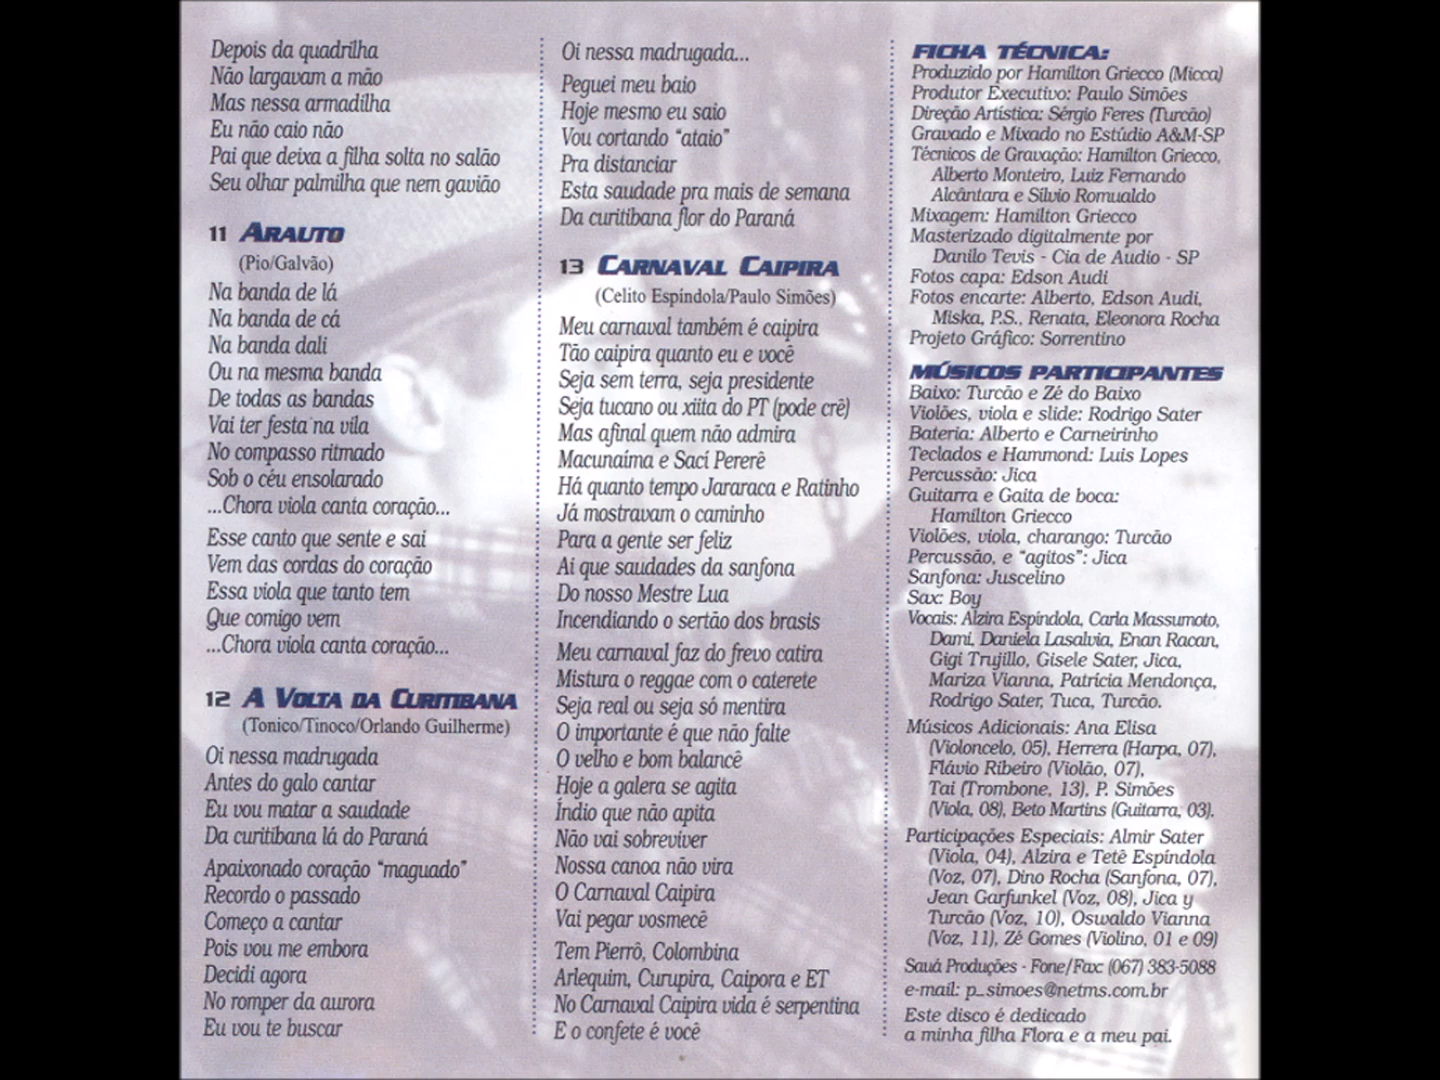 Depois da quadrilha
Não largavam a mão
Mas nessa armadilha
Eu não caio não
Pai que deixa a filha solta no salão
Seu olhar palmilha que nem gavião
11 ARAUTO
(Pio/Galvão)
Na banda de lá
Na banda de cá
Na banda dali
Ou na mesma banda
De todas as bandas
Vai ter festa na vila
No compasso ritmado
Sob o céu ensolarado
...Chora viola canta coração...
Esse canto que sente e sai
Vem das cordas do coração
Essa viola que tanto tem
Que comigo vem
...Chora viola canta coração...
12 A VOLTA DA CURITIBANA
(Tonico/Tinoco/Orlando Guilherme)
Oi nessa madrugada
Antes do galo cantar
Eu vou matar a saudade
Da curitibana lá do Paraná
Apaixonado coração "maguado"
Recordo o passado
Começo a cantar
Pois vou me embora
Decidi agora
No romper da aurora
Eu vou te buscar
Oi nessa madrugada...
Peguei meu baio
Hoje mesmo eu saio
Vou cortando "ataio"
Pra distanciar
Esta saudade pra mais de semana
Da curitibana flor do Paraná
13 CARNAVAL CAIPIRA
(Celito Espíndola/Paulo Simões)
Meu carnaval também é caipira
Tão caipira quanto eu e você
Seja sem terra, seja presidente
Seja tucano ou xiita do PT (pode crê)
Mas afinal quem não admira
Macunaíma e Sací Pererê
Há quanto tempo Jararaca e Ratinho
Já mostravam o caminho
Para a gente ser feliz
Ai que saudades da sanfona
Do nosso Mestre Lua
Incendiando o sertão dos brasis
Meu carnaval faz do frevo catira
Mistura o reggae com o caterete
Seja real ou seja só mentira
O importante é que não falte
O velho e bom balancê
Hoje a galera se agita
Índio que não apita
Não vai sobreviver
Nossa canoa não vira
O Carnaval Caipira
Vai pegar vosmecê
Tem Pierrô, Colombina
Arlequim, Curupira, Caipora e ET
No Carnaval Caipira vida é serpentina
E o confete é você
FICHA TÉCNICA:
Produzido por Hamilton Griecco (Micca)
Produtor Executivo: Paulo Simões
Direção Artística: Sérgio Feres (Turcão)
Gravado e Mixado no Estúdio A&M-SP
Técnicos de Gravação: Hamilton Griecco,
Alberto Monteiro, Luiz Fernando
Alcântara e Silvio Romualdo
Mixagem: Hamilton Griecco
Masterizado digitalmente por
Danilo Tevis - Cia de Audio - SP
Fotos capa: Edson Audi
Fotos encarte: Alberto, Edson Audi,
Miska, P.S., Renata, Eleonora Rocha
Projeto Gráfico: Sorrentino
MÚSICOS PARTICIPANTES
Baixo: Turcão e Zé do Baixo
Violões, viola e slide: Rodrigo Sater
Bateria: Alberto e Carneirinho
Teclados e Hammond: Luis Lopes
Percussão: Jica
Guitarra e Gaita de boca:
Hamilton Griecco
Violões, viola, charango: Turcão
Percussão, e "agitos": Jica
Sanfona: Juscelino
Sax: Boy
Vocais: Alzira Espíndola, Carla Massumoto,
Dami, Daniela Lasalvia, Enan Racan,
Gigi Trujillo, Gisele Sater, Jica,
Mariza Vianna, Patrícia Mendonça,
Rodrigo Sater, Tuca, Turcão.
Músicos Adicionais: Ana Elisa
(Violoncelo, 05), Herrera (Harpa, 07),
Flávio Ribeiro (Violão, 07),
Tai (Trombone, 13), P. Simões
(Viola, 08), Beto Martins (Guitarra, 03).
Participações Especiais: Almir Sater
(Viola, 04), Alzira e Tetê Espíndola
(Voz, 07), Dino Rocha (Sanfona, 07),
Jean Garfunkel (Voz, 08), Jica y
Turcão (Voz, 10), Oswaldo Vianna
(Voz, 11), Zé Gomes (Violino, 01 e 09)
Sauá Produções - Fone/Fax: (067) 383-5088
e-mail: p_simoes@netms.com.br
Este disco é dedicado
a minha filha Flora e a meu pai.